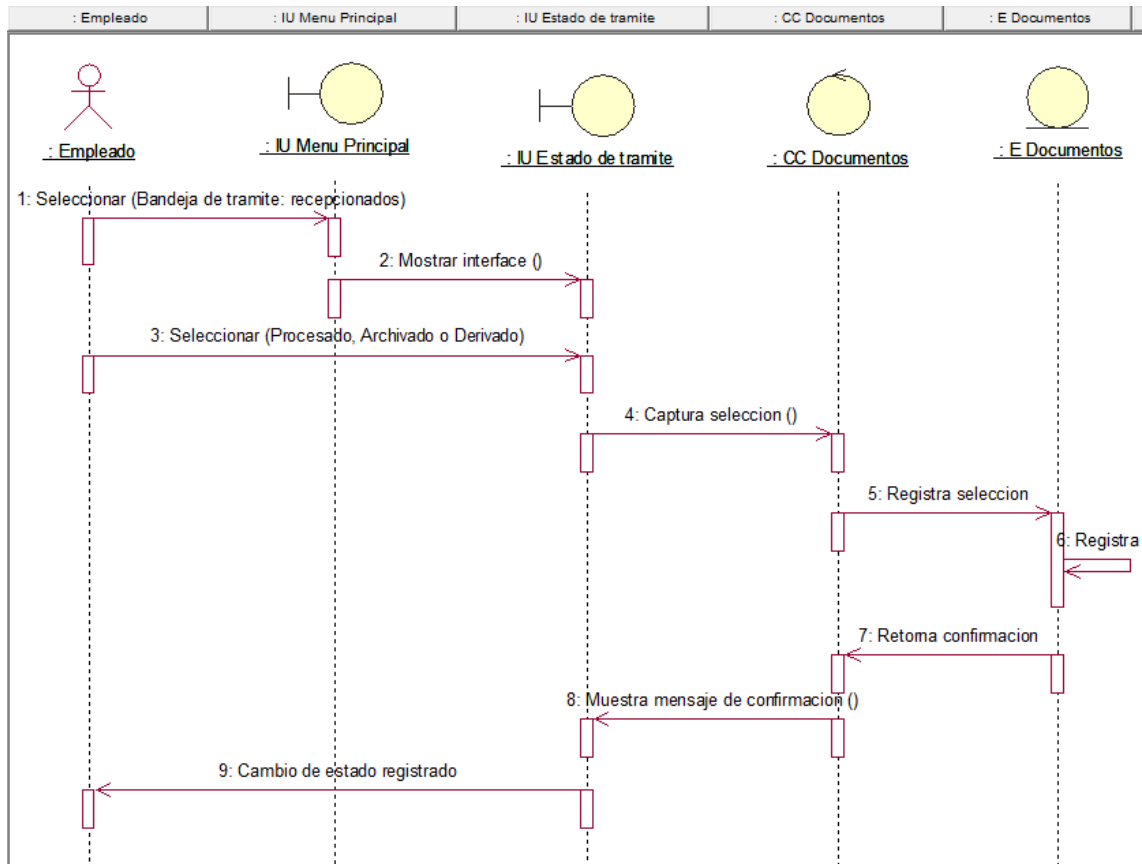 : Empleado
: IU Menu Principal
: IU Estado de tramite
: CC Documentos
: E Documentos
: Empleado
: IU Menu Principal
: IU Estado de tramite
: CC Documentos
: E Documentos
1: Seleccionar (Bandeja de tramite: recepcionados)
2: Mostrar interface ()
3: Seleccionar (Procesado, Archivado o Derivado)
4: Captura seleccion ()
5: Registra seleccion
6: Registra
7: Retorna confirmacion
8: Muestra mensaje de confirmacion ()
9: Cambio de estado registrado